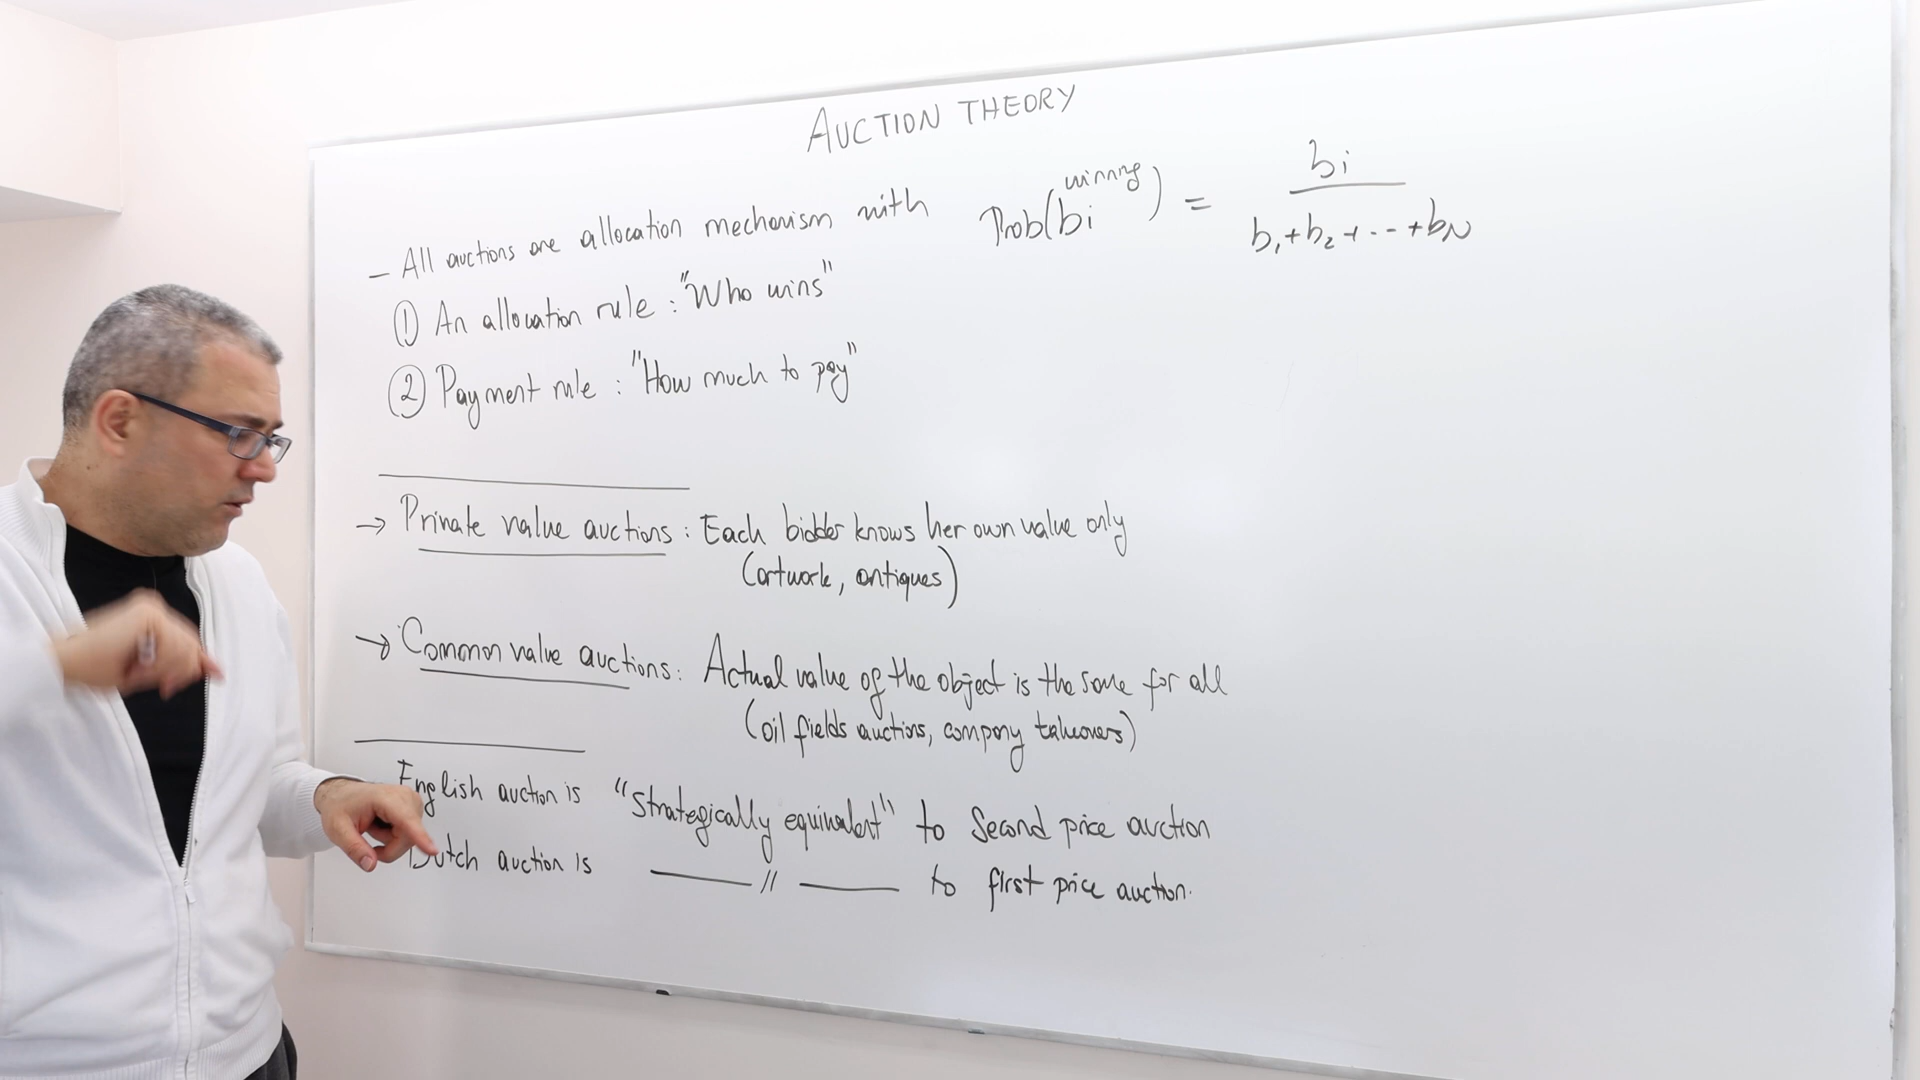 AUCTION THEORY
– All auctions are allocation mechanism with Prob(bi winning) = bi / b1+b2+...+bN
① An allocation rule : "Who wins"
② Payment rule : "How much to pay"
→ Private value auctions : Each bidder knows her own value only
(artwork, antiques)
→ Common value auctions : Actual value of the object is the same for all
(oil fields auctions, company takeovers)
English auction is "strategically equivalent" to second price auction
Dutch auction is —— // —— to first price auction.